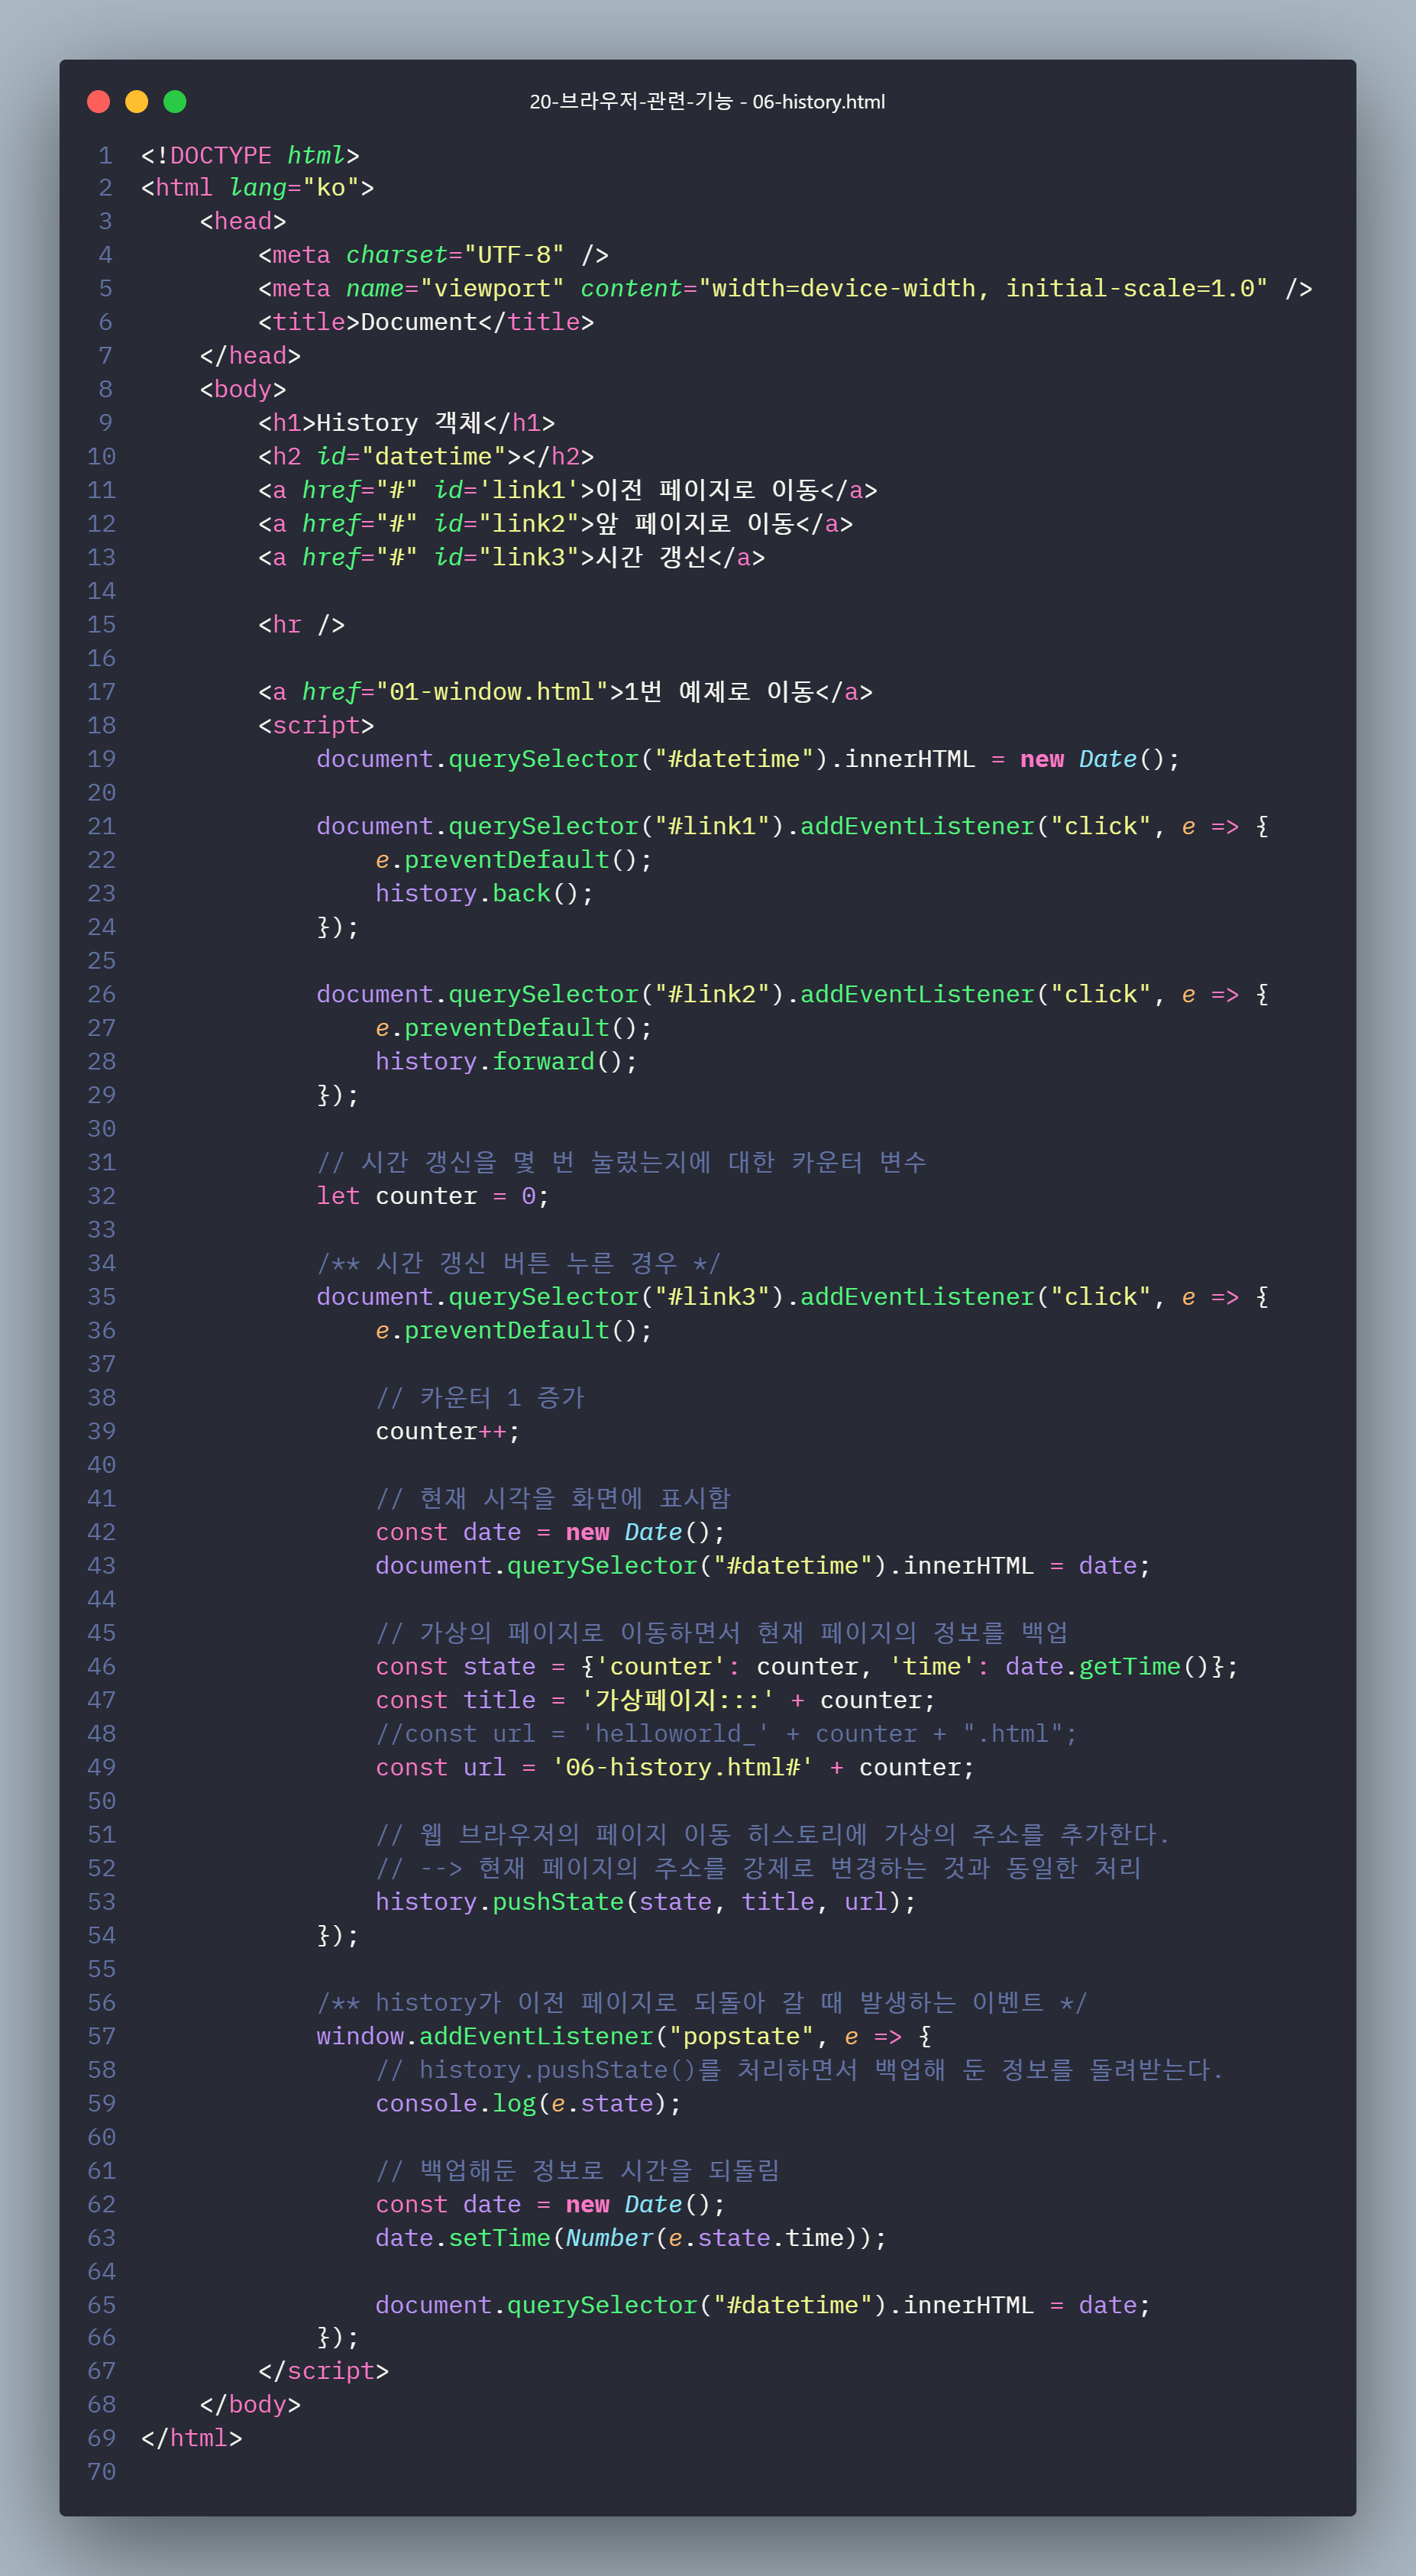 20-브라우저-관련-기능 - 06-history.html
1 <!DOCTYPE html>
2 <html lang="ko">
3     <head>
4         <meta charset="UTF-8" />
5         <meta name="viewport" content="width=device-width, initial-scale=1.0" />
6         <title>Document</title>
7     </head>
8     <body>
9         <h1>History 객체</h1>
10         <h2 id="datetime"></h2>
11         <a href="#" id='link1'>이전 페이지로 이동</a>
12         <a href="#" id="link2">앞 페이지로 이동</a>
13         <a href="#" id="link3">시간 갱신</a>
14
15         <hr />
16
17         <a href="01-window.html">1번 예제로 이동</a>
18         <script>
19             document.querySelector("#datetime").innerHTML = new Date();
20
21             document.querySelector("#link1").addEventListener("click", e => {
22                 e.preventDefault();
23                 history.back();
24             });
25
26             document.querySelector("#link2").addEventListener("click", e => {
27                 e.preventDefault();
28                 history.forward();
29             });
30
31             // 시간 갱신을 몇 번 눌렀는지에 대한 카운터 변수
32             let counter = 0;
33
34             /** 시간 갱신 버튼 누른 경우 */
35             document.querySelector("#link3").addEventListener("click", e => {
36                 e.preventDefault();
37
38                 // 카운터 1 증가
39                 counter++;
40
41                 // 현재 시각을 화면에 표시함
42                 const date = new Date();
43                 document.querySelector("#datetime").innerHTML = date;
44
45                 // 가상의 페이지로 이동하면서 현재 페이지의 정보를 백업
46                 const state = {'counter': counter, 'time': date.getTime()};
47                 const title = '가상페이지:::' + counter;
48                 //const url = 'helloworld_' + counter + ".html";
49                 const url = '06-history.html#' + counter;
50
51                 // 웹 브라우저의 페이지 이동 히스토리에 가상의 주소를 추가한다.
52                 // --> 현재 페이지의 주소를 강제로 변경하는 것과 동일한 처리
53                 history.pushState(state, title, url);
54             });
55
56             /** history가 이전 페이지로 되돌아 갈 때 발생하는 이벤트 */
57             window.addEventListener("popstate", e => {
58                 // history.pushState()를 처리하면서 백업해 둔 정보를 돌려받는다.
59                 console.log(e.state);
60
61                 // 백업해둔 정보로 시간을 되돌림
62                 const date = new Date();
63                 date.setTime(Number(e.state.time));
64
65                 document.querySelector("#datetime").innerHTML = date;
66             });
67         </script>
68     </body>
69 </html>
70